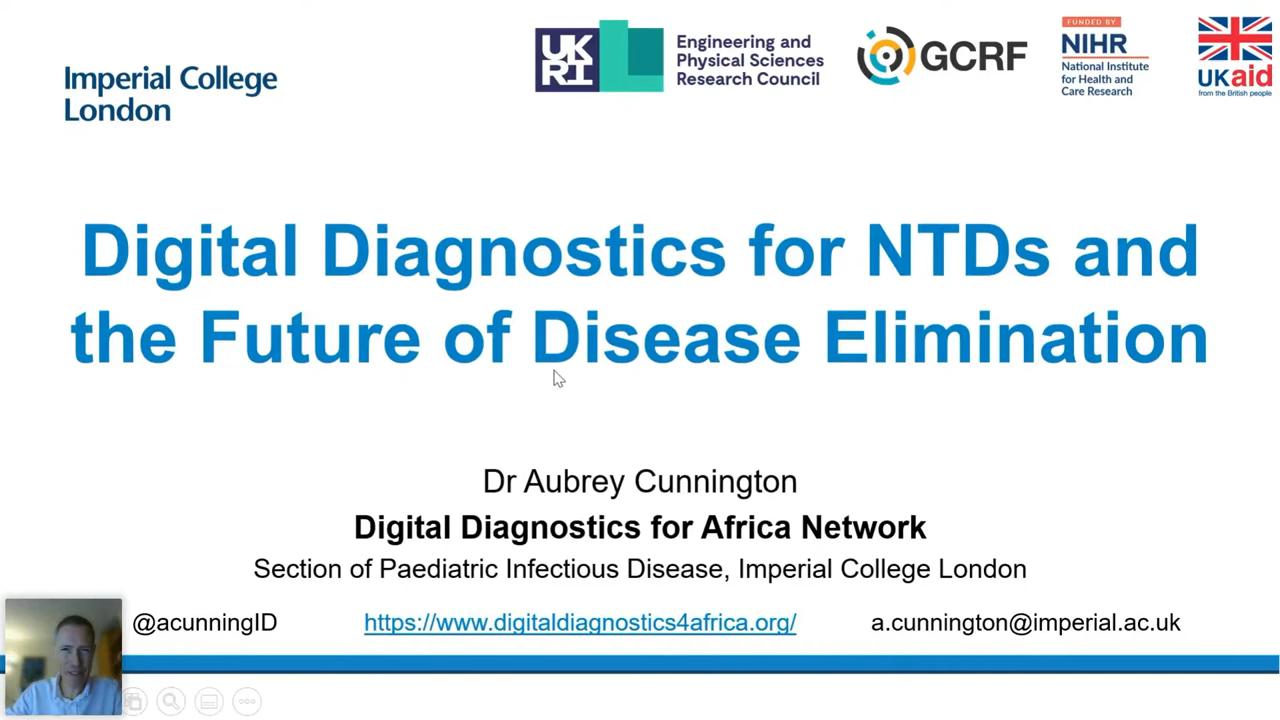 Imperial College
London
UK
RI
Engineering and
Physical Sciences
Research Council
GCRF
FUNDED BY
NIHR
National Institute
for Health and
Care Research
UKaid
from the British people
Digital Diagnostics for NTDs and
the Future of Disease Elimination
Dr Aubrey Cunnington
Digital Diagnostics for Africa Network
Section of Paediatric Infectious Disease, Imperial College London
@acunningID
https://www.digitaldiagnostics4africa.org/
a.cunnington@imperial.ac.uk